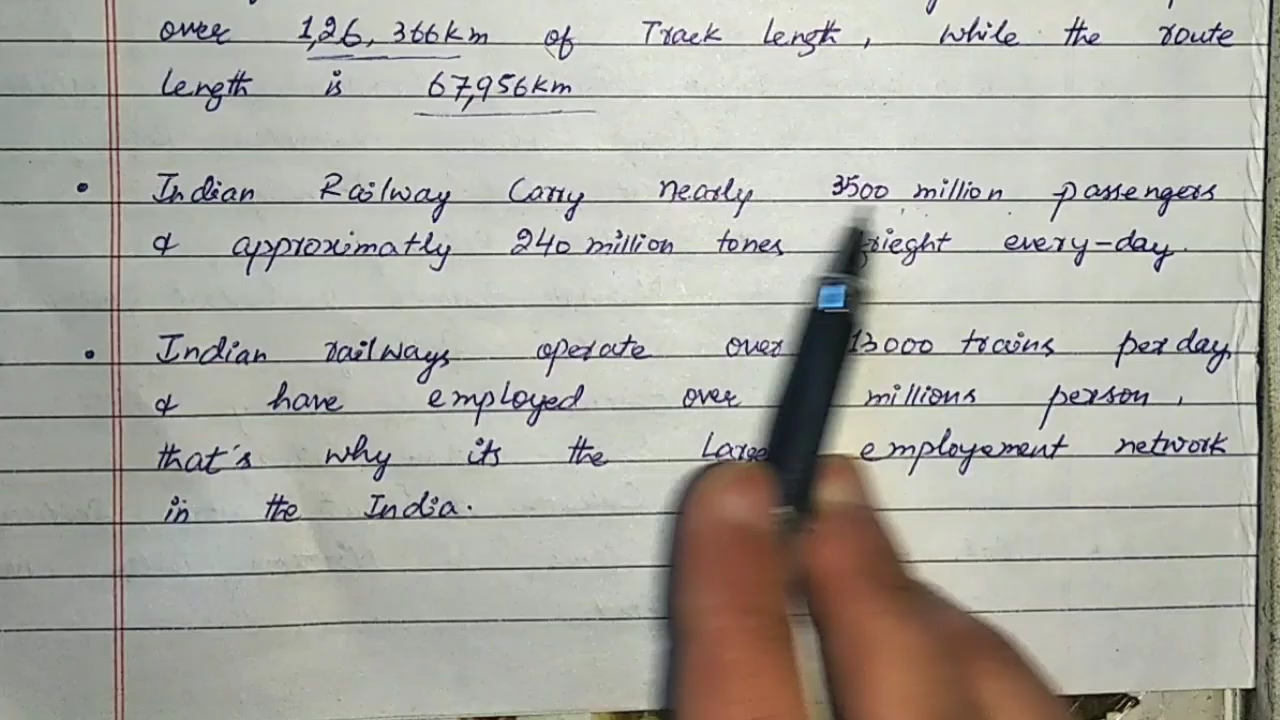 over 1,26,366km of Track length, while the route
length is 67,956km
• Indian Railway Carry nearly 3500 million passengers
& approximatly 240 million tones frieght every-day.
• Indian railways operate over 13000 trains per day
& have employed over millions person,
that's why its the employement network
in the India.